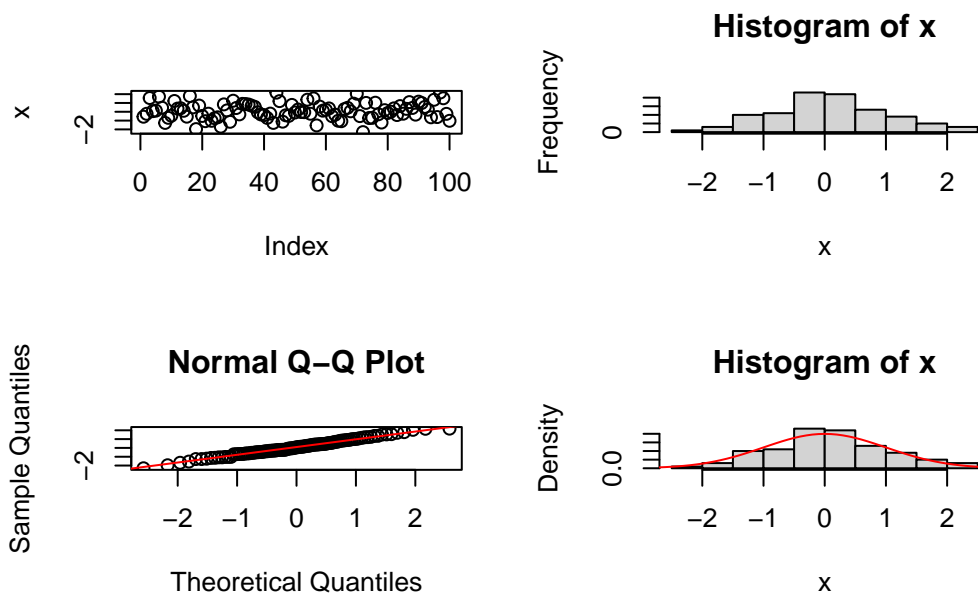 x
−2
0 20 40 60 80 100
Index
Histogram of x
Frequency
0
−2 −1 0 1 2
x
Normal Q−Q Plot
Sample Quantiles
−2
−2 −1 0 1 2
Theoretical Quantiles
Histogram of x
Density
0.0
−2 −1 0 1 2
x